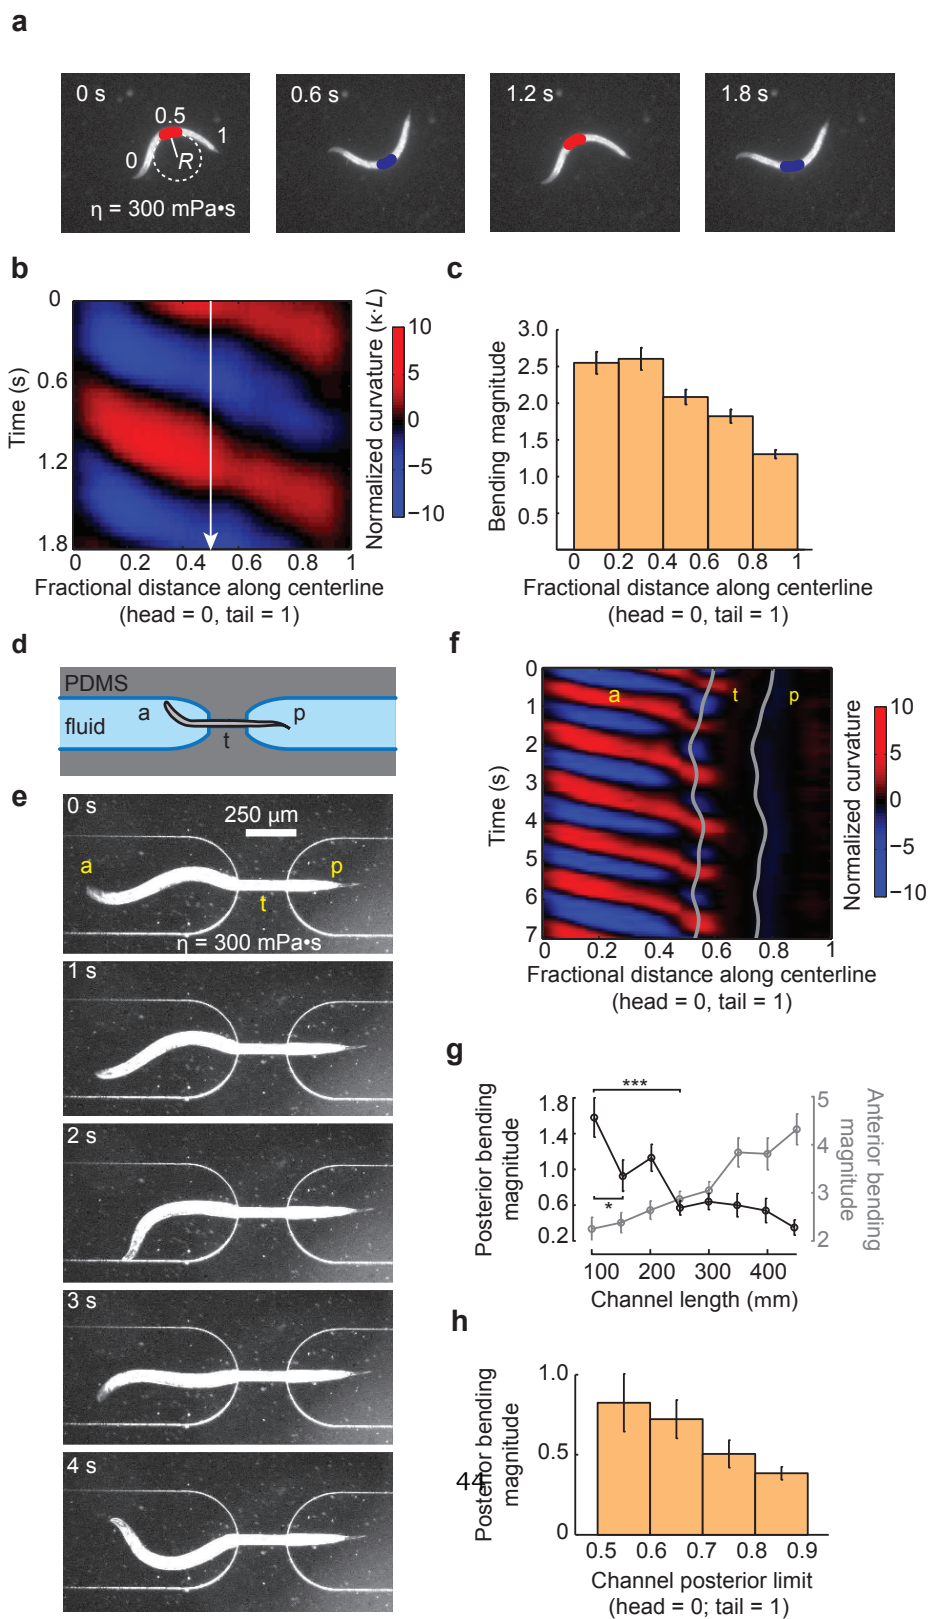 a
0 s
0.5
1
0
R
η = 300 mPa•s
0.6 s
1.2 s
1.8 s
b
0
0.6
1.2
1.8
Time (s)
0 0.2 0.4 0.6 0.8 1
Fractional distance along centerline
(head = 0, tail = 1)
10
5
0
−5
−10
Normalized curvature (κ·L)
c
3.0
2.5
2.0
1.5
1.0
0.5
Bending magnitude
0 0.2 0.4 0.6 0.8 1
Fractional distance along centerline
(head = 0, tail = 1)
d
PDMS
fluid
a
t
p
e
0 s
250 µm
a
p
t
η = 300 mPa•s
1 s
2 s
3 s
4 s
f
a
t
p
0
1
2
3
4
5
6
7
Time (s)
0 0.2 0.4 0.6 0.8 1
Fractional distance along centerline
(head = 0, tail = 1)
10
5
0
−5
−10
Normalized curvature
g
***
*
1.8
1.4
1.0
0.6
0.2
Posterior bending
magnitude
5
4
3
2
Anterior bending
magnitude
100 200 300 400
Channel length (mm)
h
1.0
0.5
0
Posterior bending
magnitude
44
0.5 0.6 0.7 0.8 0.9
Channel posterior limit
(head = 0; tail = 1)